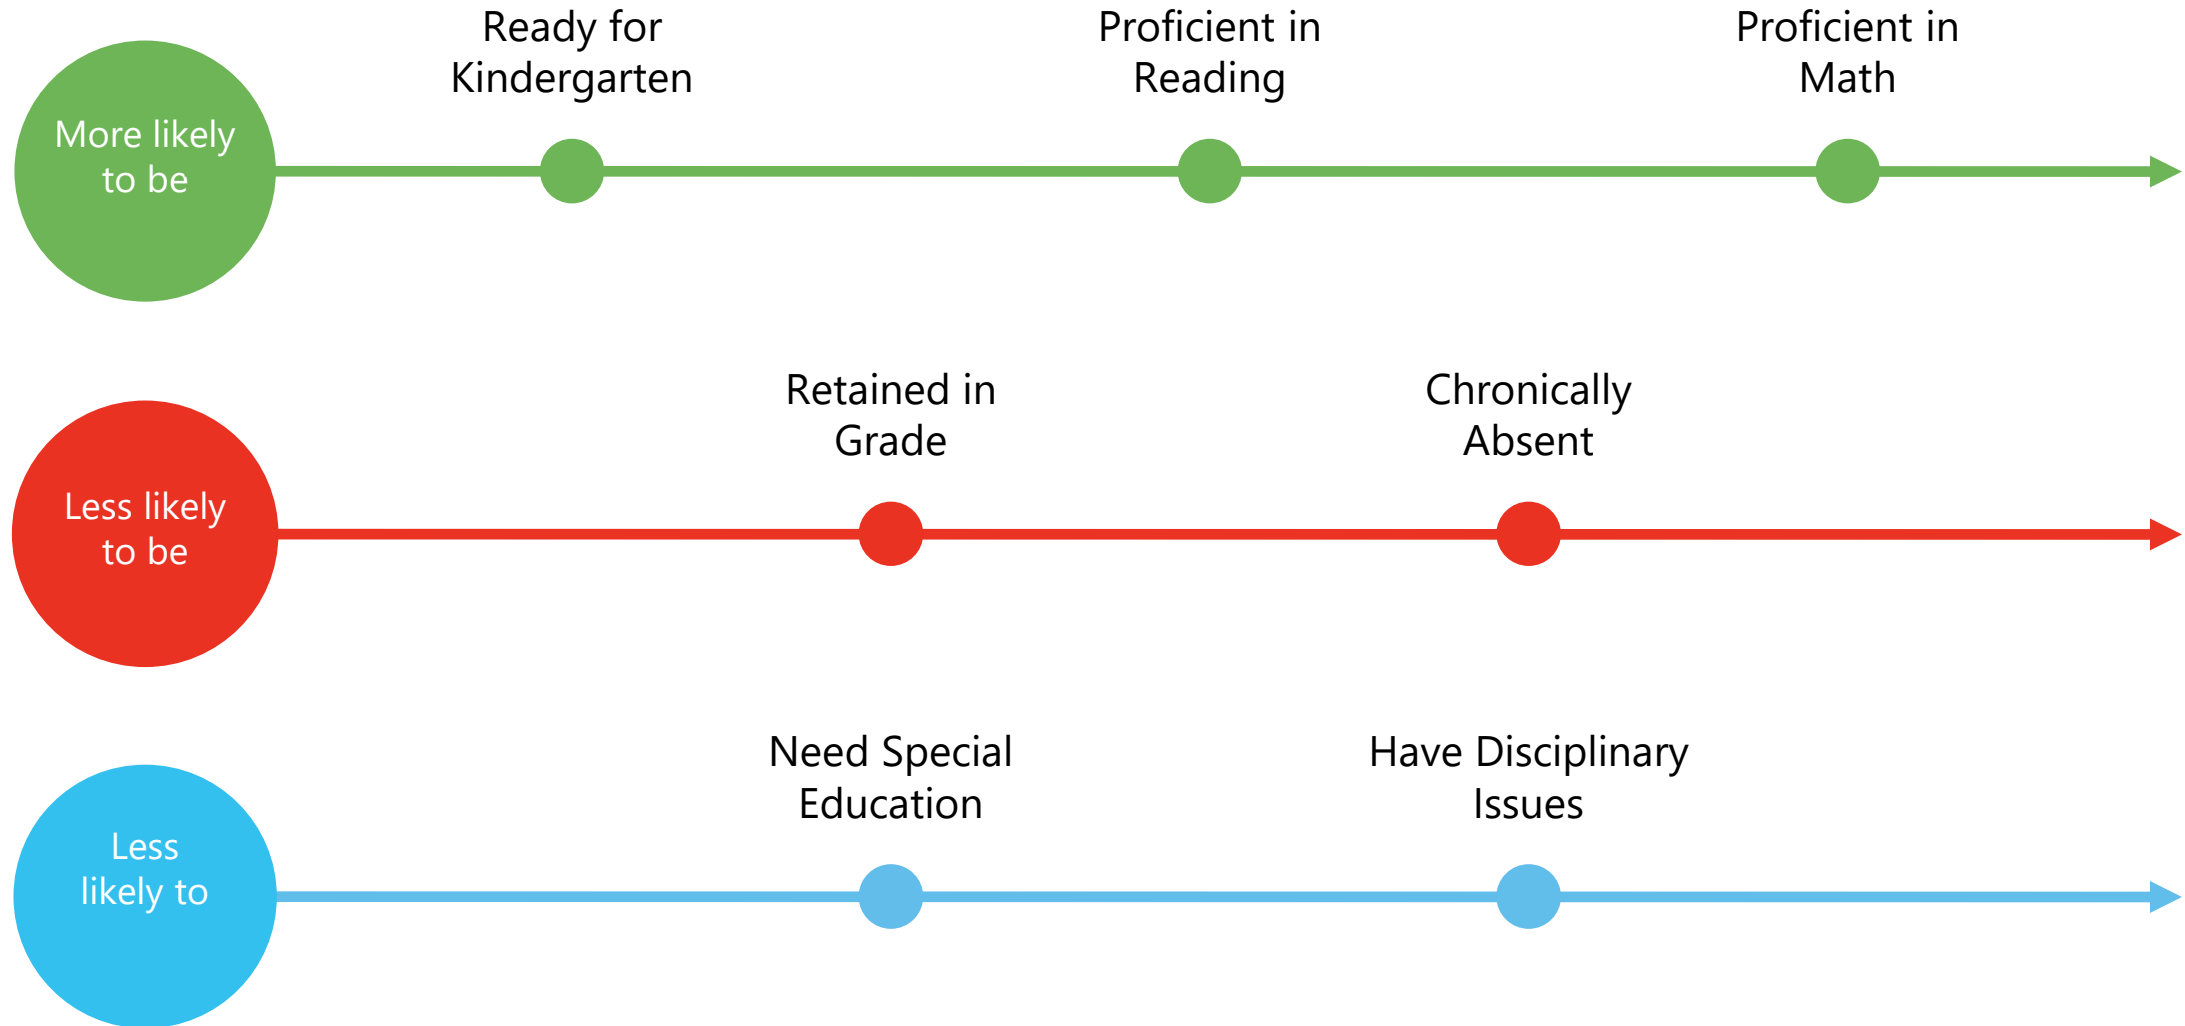 More likely
to be
Ready for
Kindergarten
Proficient in
Reading
Proficient in
Math
Less likely
to be
Retained in
Grade
Chronically
Absent
Less
likely to
Need Special
Education
Have Disciplinary
Issues